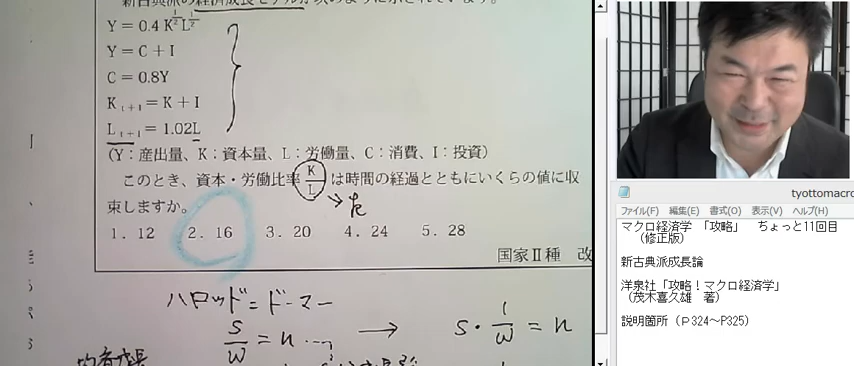 新古典派の経済成長モデルが次のように示されています。
Y = 0.4 K^{1/2} L^{1/2}
Y = C + I
C = 0.8Y
K_{t+1} = K + I
L_{t+1} = 1.02L
(Y：産出量、K：資本量、L：労働量、C：消費、I：投資)
このとき、資本・労働比率 K/L は時間の経過とともにいくらの値に収
束しますか。
→ k
1. 12　2. 16　3. 20　4. 24　5. 28
国家Ⅱ種 改
ハロッド=ドーマー
s/w = n ‥, → s・1/w = n
均斉成長
tyottomacro
ファイル(F) 編集(E) 書式(O) 表示(V) ヘルプ(H)
マクロ経済学 「攻略」 ちょっと11回目
（修正版）
新古典派成長論
洋泉社「攻略！マクロ経済学」
（茂木喜久雄 著）
説明箇所（P324～P325）